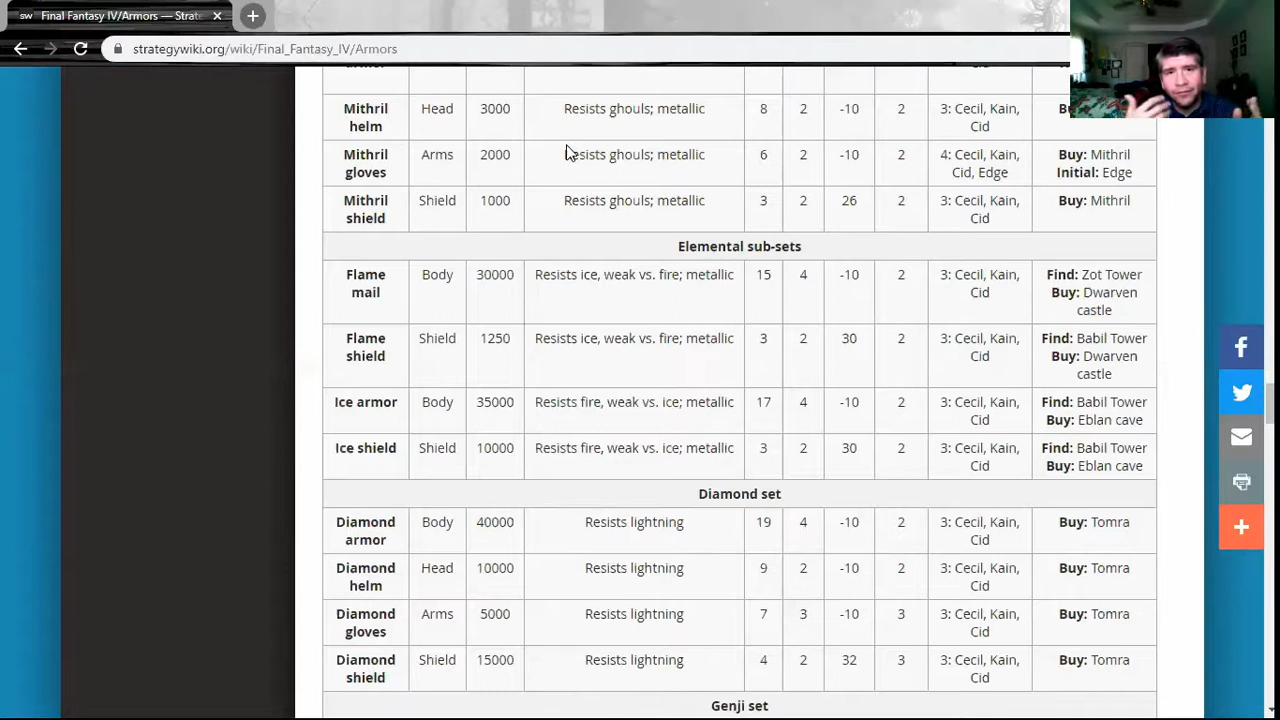 SW Final Fantasy IV/Armors — Strat
strategywiki.org/wiki/Final_Fantasy_IV/Armors
Mithril helm Head 3000 Resists ghouls; metallic 8 2 -10 2 3: Cecil, Kain, Cid
Mithril gloves Arms 2000 Resists ghouls; metallic 6 2 -10 2 4: Cecil, Kain, Cid, Edge Buy: Mithril Initial: Edge
Mithril shield Shield 1000 Resists ghouls; metallic 3 2 26 2 3: Cecil, Kain, Cid Buy: Mithril
Elemental sub-sets
Flame mail Body 30000 Resists ice, weak vs. fire; metallic 15 4 -10 2 3: Cecil, Kain, Cid Find: Zot Tower Buy: Dwarven castle
Flame shield Shield 1250 Resists ice, weak vs. fire; metallic 3 2 30 2 3: Cecil, Kain, Cid Find: Babil Tower Buy: Dwarven castle
Ice armor Body 35000 Resists fire, weak vs. ice; metallic 17 4 -10 2 3: Cecil, Kain, Cid Find: Babil Tower Buy: Eblan cave
Ice shield Shield 10000 Resists fire, weak vs. ice; metallic 3 2 30 2 3: Cecil, Kain, Cid Find: Babil Tower Buy: Eblan cave
Diamond set
Diamond armor Body 40000 Resists lightning 19 4 -10 2 3: Cecil, Kain, Cid Buy: Tomra
Diamond helm Head 10000 Resists lightning 9 2 -10 2 3: Cecil, Kain, Cid Buy: Tomra
Diamond gloves Arms 5000 Resists lightning 7 3 -10 3 3: Cecil, Kain, Cid Buy: Tomra
Diamond shield Shield 15000 Resists lightning 4 2 32 3 3: Cecil, Kain, Cid Buy: Tomra
Genji set